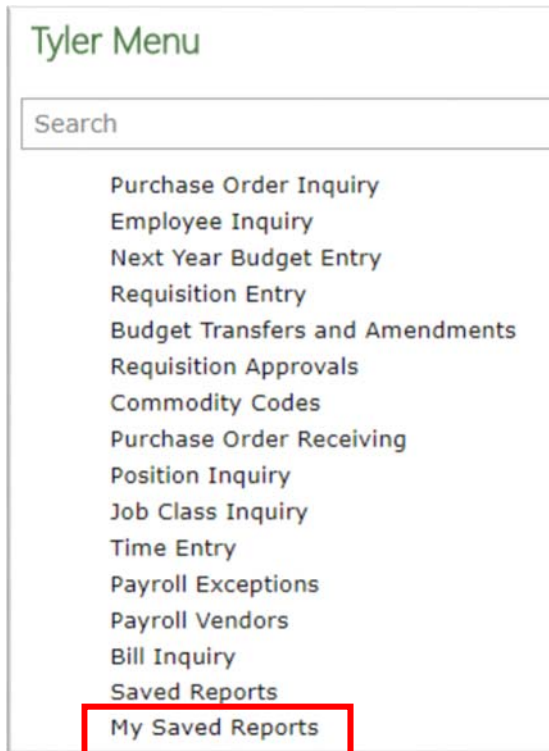 Tyler Menu
Search
Purchase Order Inquiry
Employee Inquiry
Next Year Budget Entry
Requisition Entry
Budget Transfers and Amendments
Requisition Approvals
Commodity Codes
Purchase Order Receiving
Position Inquiry
Job Class Inquiry
Time Entry
Payroll Exceptions
Payroll Vendors
Bill Inquiry
Saved Reports
My Saved Reports